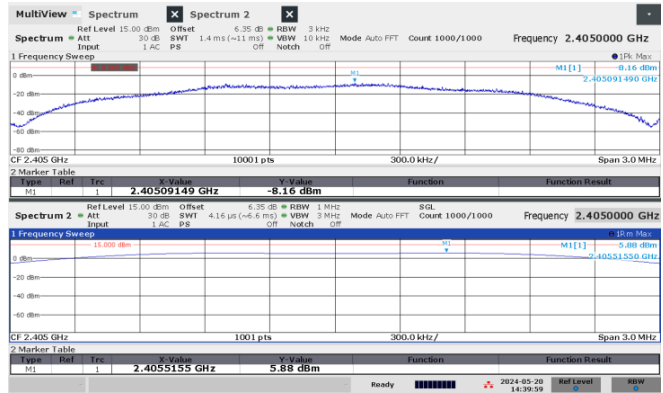 MultiView Spectrum X Spectrum 2 X
Ref Level 15.00 dBm Offset 6.35 dB RBW 3 kHz
Spectrum Att 30 dB SWT 1.4 ms (~11 ms) VBW 10 kHz Mode Auto FFT Count 1000/1000 Frequency 2.4050000 GHz
Input 1 AC PS Off Notch Off
1 Frequency Sweep 1Pk Max
M1[1] -8.16 dBm
2.405091490 GHz
M1
0 dBm
-20 dBm
-40 dBm
-60 dBm
-80 dBm
CF 2.405 GHz 10001 pts 300.0 kHz/ Span 3.0 MHz
2 Marker Table
Type Ref Trc X-Value Y-Value Function Function Result
M1 1 2.40509149 GHz -8.16 dBm
Ref Level 15.00 dBm Offset 6.35 dB RBW 1 MHz SGL
Spectrum 2 Att 30 dB SWT 4.16 µs (~6.6 ms) VBW 3 MHz Mode Auto FFT Count 1000/1000 Frequency 2.4050000 GHz
Input 1 AC PS Off Notch Off
1 Frequency Sweep 1Rm Max
15.000 dBm M1 M1[1] 5.88 dBm
2.40551550 GHz
0 dBm
-20 dBm
-40 dBm
-60 dBm
CF 2.405 GHz 1001 pts 300.0 kHz/ Span 3.0 MHz
2 Marker Table
Type Ref Trc X-Value Y-Value Function Function Result
M1 1 2.4055155 GHz 5.88 dBm
Ready 2024-05-20 Ref Level RBW
14:39:59